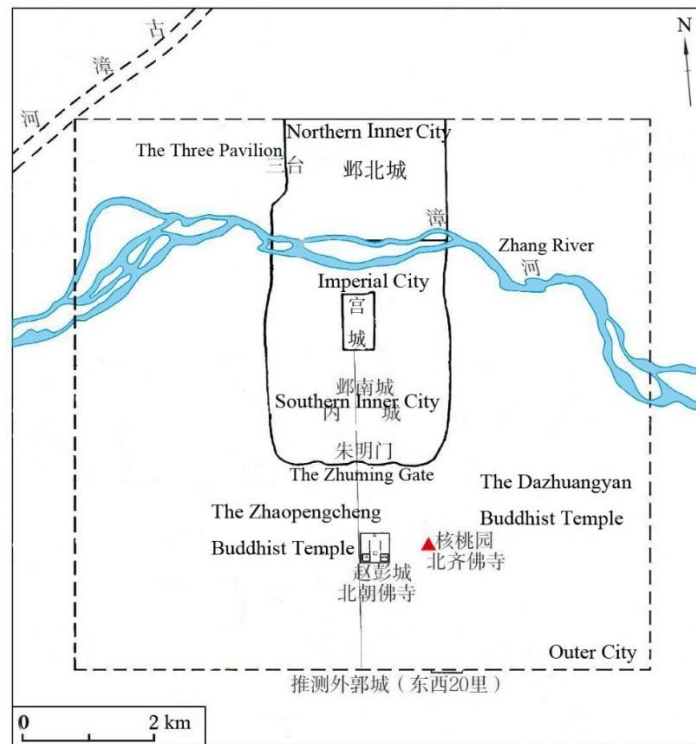 N
古
漳
河
Northern Inner City
The Three Pavilion
三台
邺北城
漳
Zhang River
河
Imperial City
宫
城
邺南城
Southern Inner City
内 城
朱明门
The Zhuming Gate
The Dazhuangyan
The Zhaopengcheng
Buddhist Temple
Buddhist Temple
核桃园
北齐佛寺
赵彭城
北朝佛寺
Outer City
推测外郭城（东西20里）
0 2 km